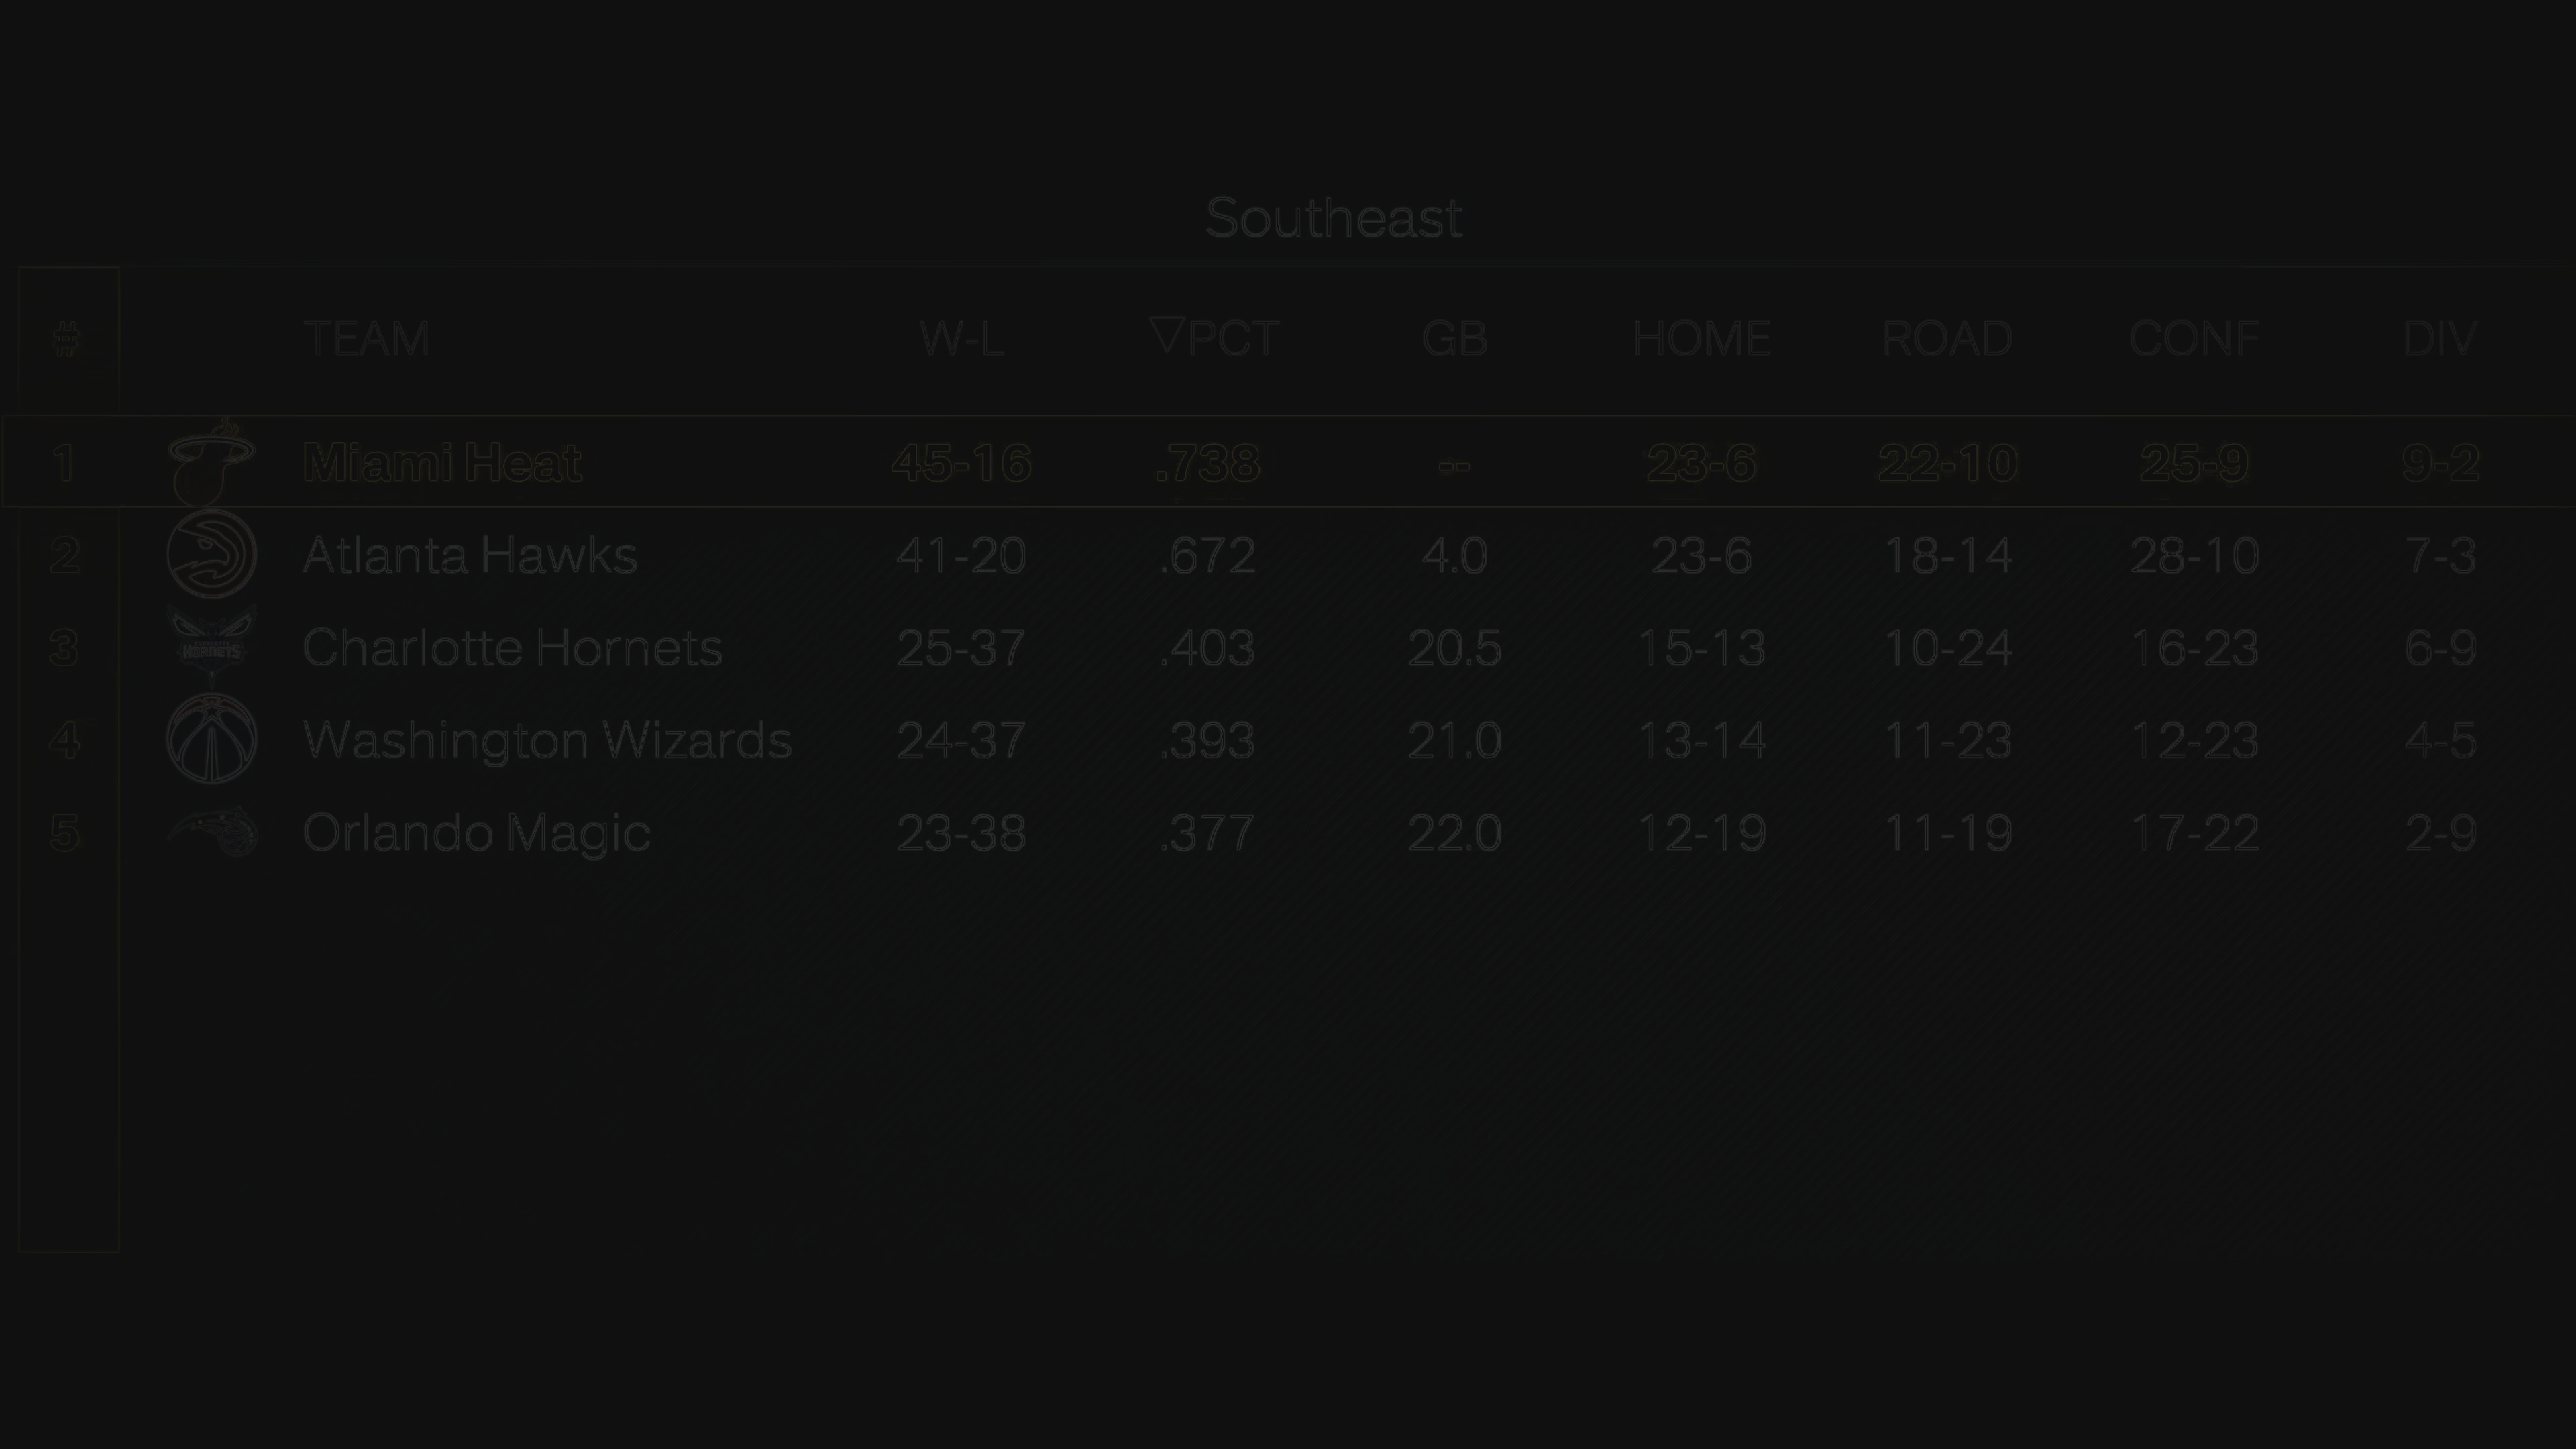 Southeast
# TEAM W-L ▽PCT GB HOME ROAD CONF DIV
1 Miami Heat 45-16 .738 -- 23-6 22-10 25-9 9-2
2 Atlanta Hawks 41-20 .672 4.0 23-6 18-14 28-10 7-3
HORNETS
3 Charlotte Hornets 25-37 .403 20.5 15-13 10-24 16-23 6-9
4 Washington Wizards 24-37 .393 21.0 13-14 11-23 12-23 4-5
5 Orlando Magic 23-38 .377 22.0 12-19 11-19 17-22 2-9